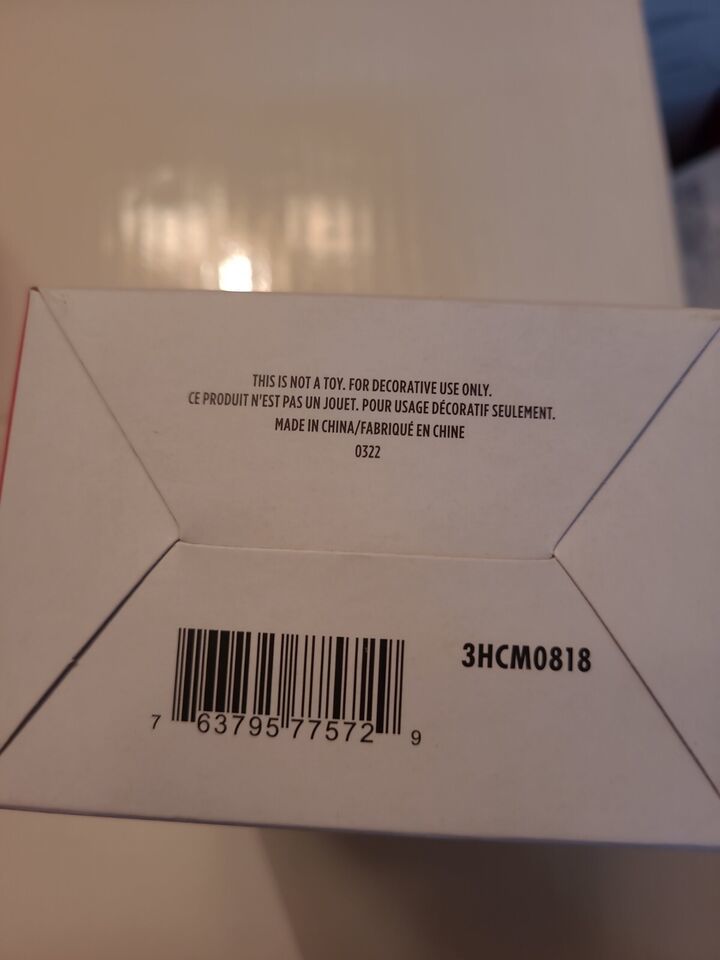 THIS IS NOT A TOY. FOR DECORATIVE USE ONLY.
CE PRODUIT N'EST PAS UN JOUET. POUR USAGE DÉCORATIF SEULEMENT.
MADE IN CHINA/FABRIQUÉ EN CHINE
0322
3HCM0818
7 63795 77572 9